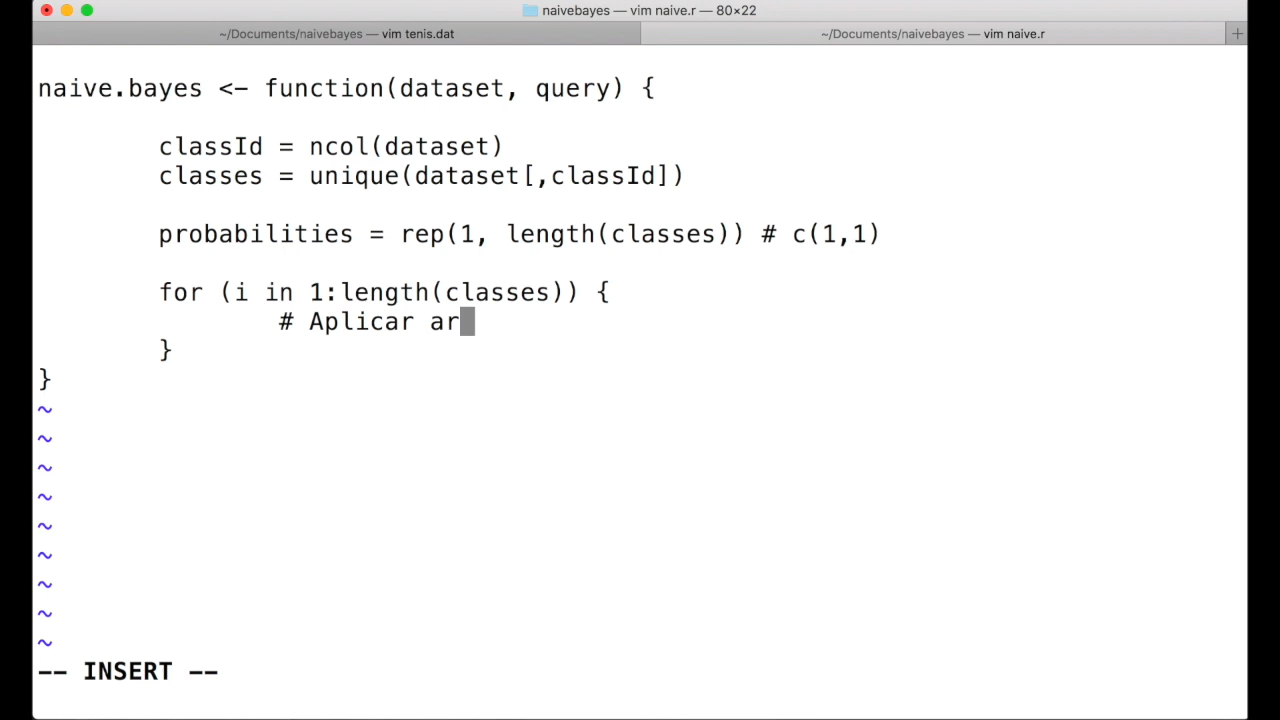 naivebayes — vim naive.r — 80×22
~/Documents/naivebayes — vim tenis.dat
~/Documents/naivebayes — vim naive.r
+
naive.bayes <- function(dataset, query) {
classId = ncol(dataset)
classes = unique(dataset[,classId])
probabilities = rep(1, length(classes)) # c(1,1)
for (i in 1:length(classes)) {
# Aplicar ar
}
}
~
~
~
~
~
~
~
~
~
-- INSERT --